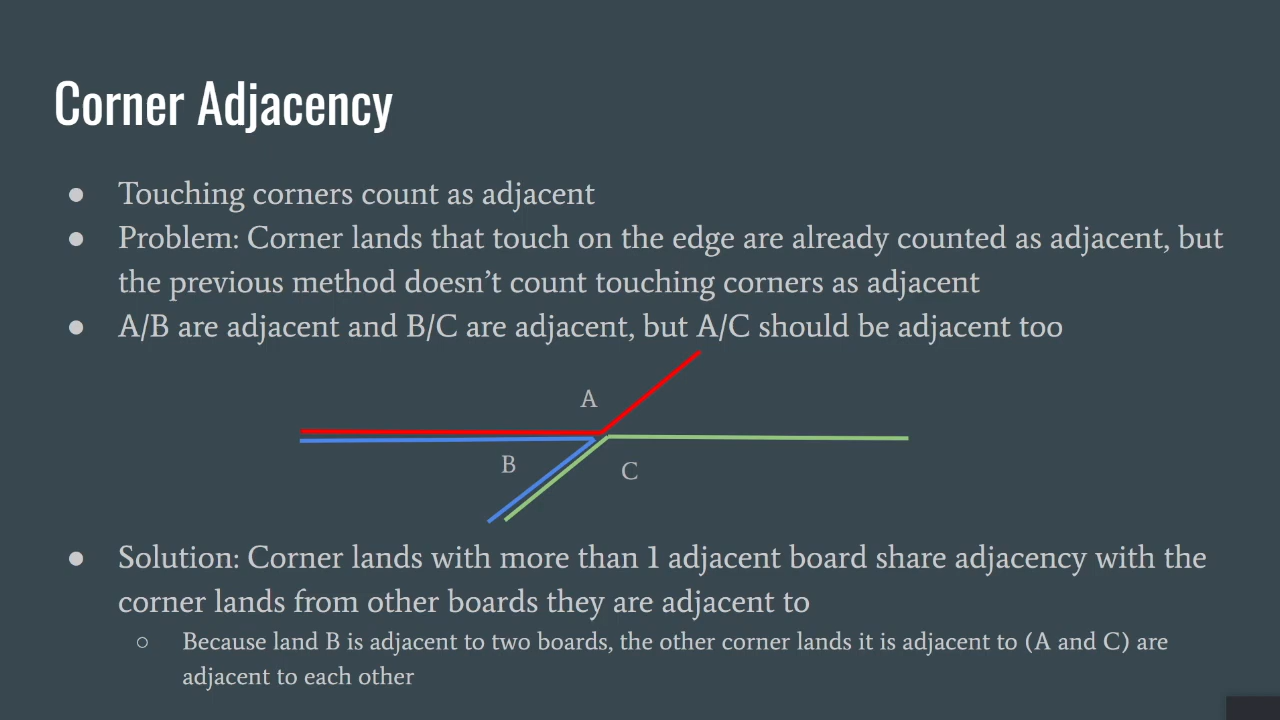 Corner Adjacency
● Touching corners count as adjacent
● Problem: Corner lands that touch on the edge are already counted as adjacent, but
the previous method doesn’t count touching corners as adjacent
● A/B are adjacent and B/C are adjacent, but A/C should be adjacent too
A
B
C
● Solution: Corner lands with more than 1 adjacent board share adjacency with the
corner lands from other boards they are adjacent to
○ Because land B is adjacent to two boards, the other corner lands it is adjacent to (A and C) are
adjacent to each other